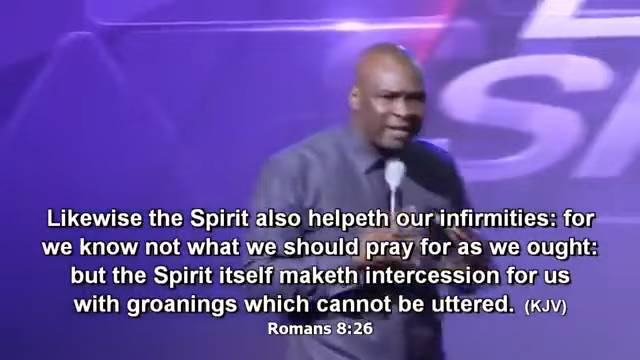 Likewise the Spirit also helpeth our infirmities: for
we know not what we should pray for as we ought:
but the Spirit itself maketh intercession for us
with groanings which cannot be uttered. (KJV)
Romans 8:26